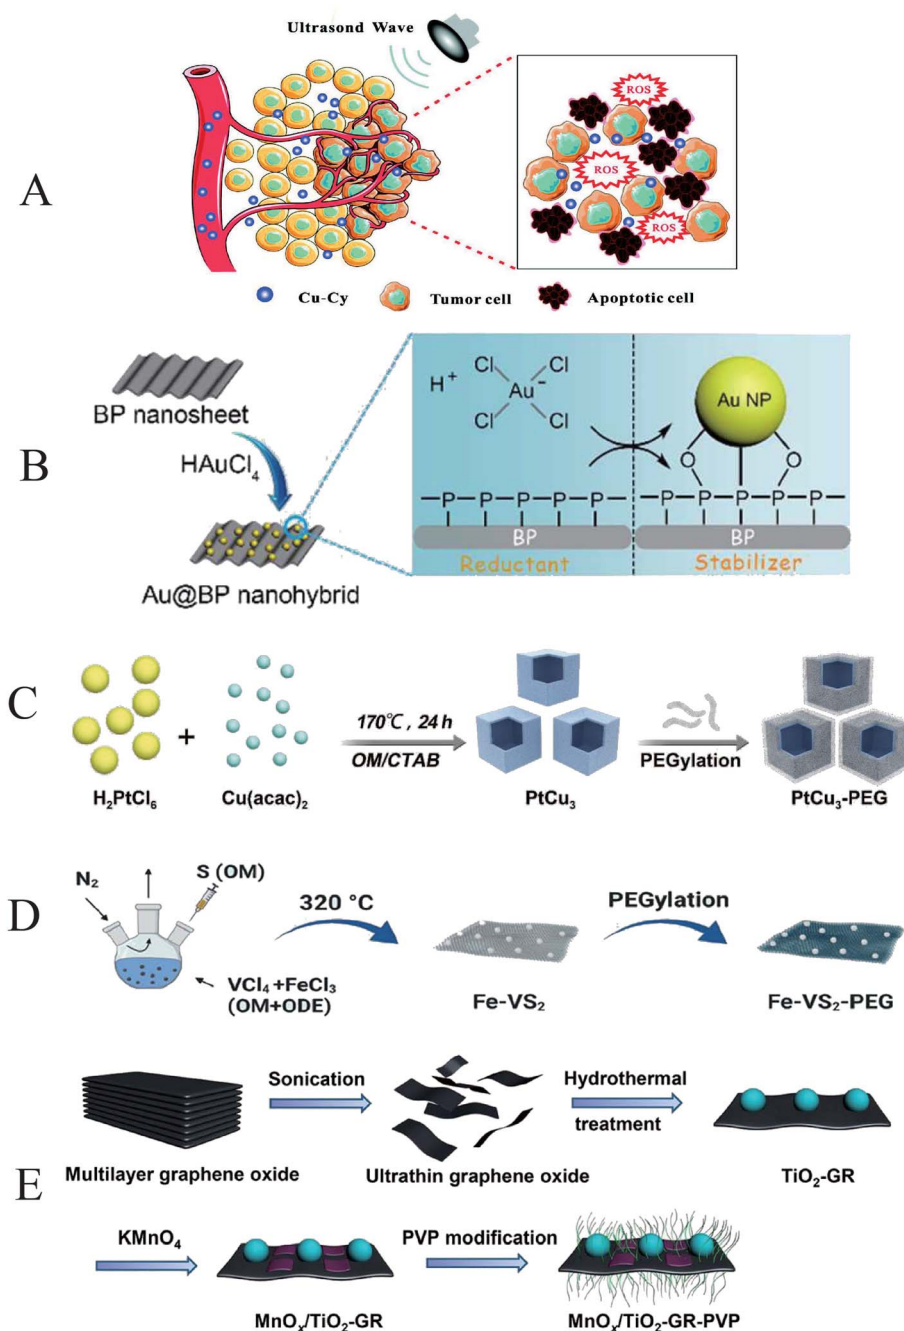 Ultrasond Wave
ROS
ROS
ROS
A
Cu-Cy
Tumor cell
Apoptotic cell
B
BP nanosheet
HAuCl4
Au@BP nanohybrid
H+
Cl
Cl
Au−
Cl
Cl
P P P P P
BP
Reductant
Au NP
O
O
P P P P P
BP
Stabilizer
C
H2PtCl6
+
Cu(acac)2
170℃ , 24 h
OM/CTAB
PtCu3
PEGylation
PtCu3-PEG
D
N2
S (OM)
VCl4 +FeCl3
(OM+ODE)
320 °C
Fe-VS2
PEGylation
Fe-VS2-PEG
E
Multilayer graphene oxide
Sonication
Ultrathin graphene oxide
Hydrothermal
treatment
TiO2-GR
KMnO4
MnOx/TiO2-GR
PVP modification
MnOx/TiO2-GR-PVP